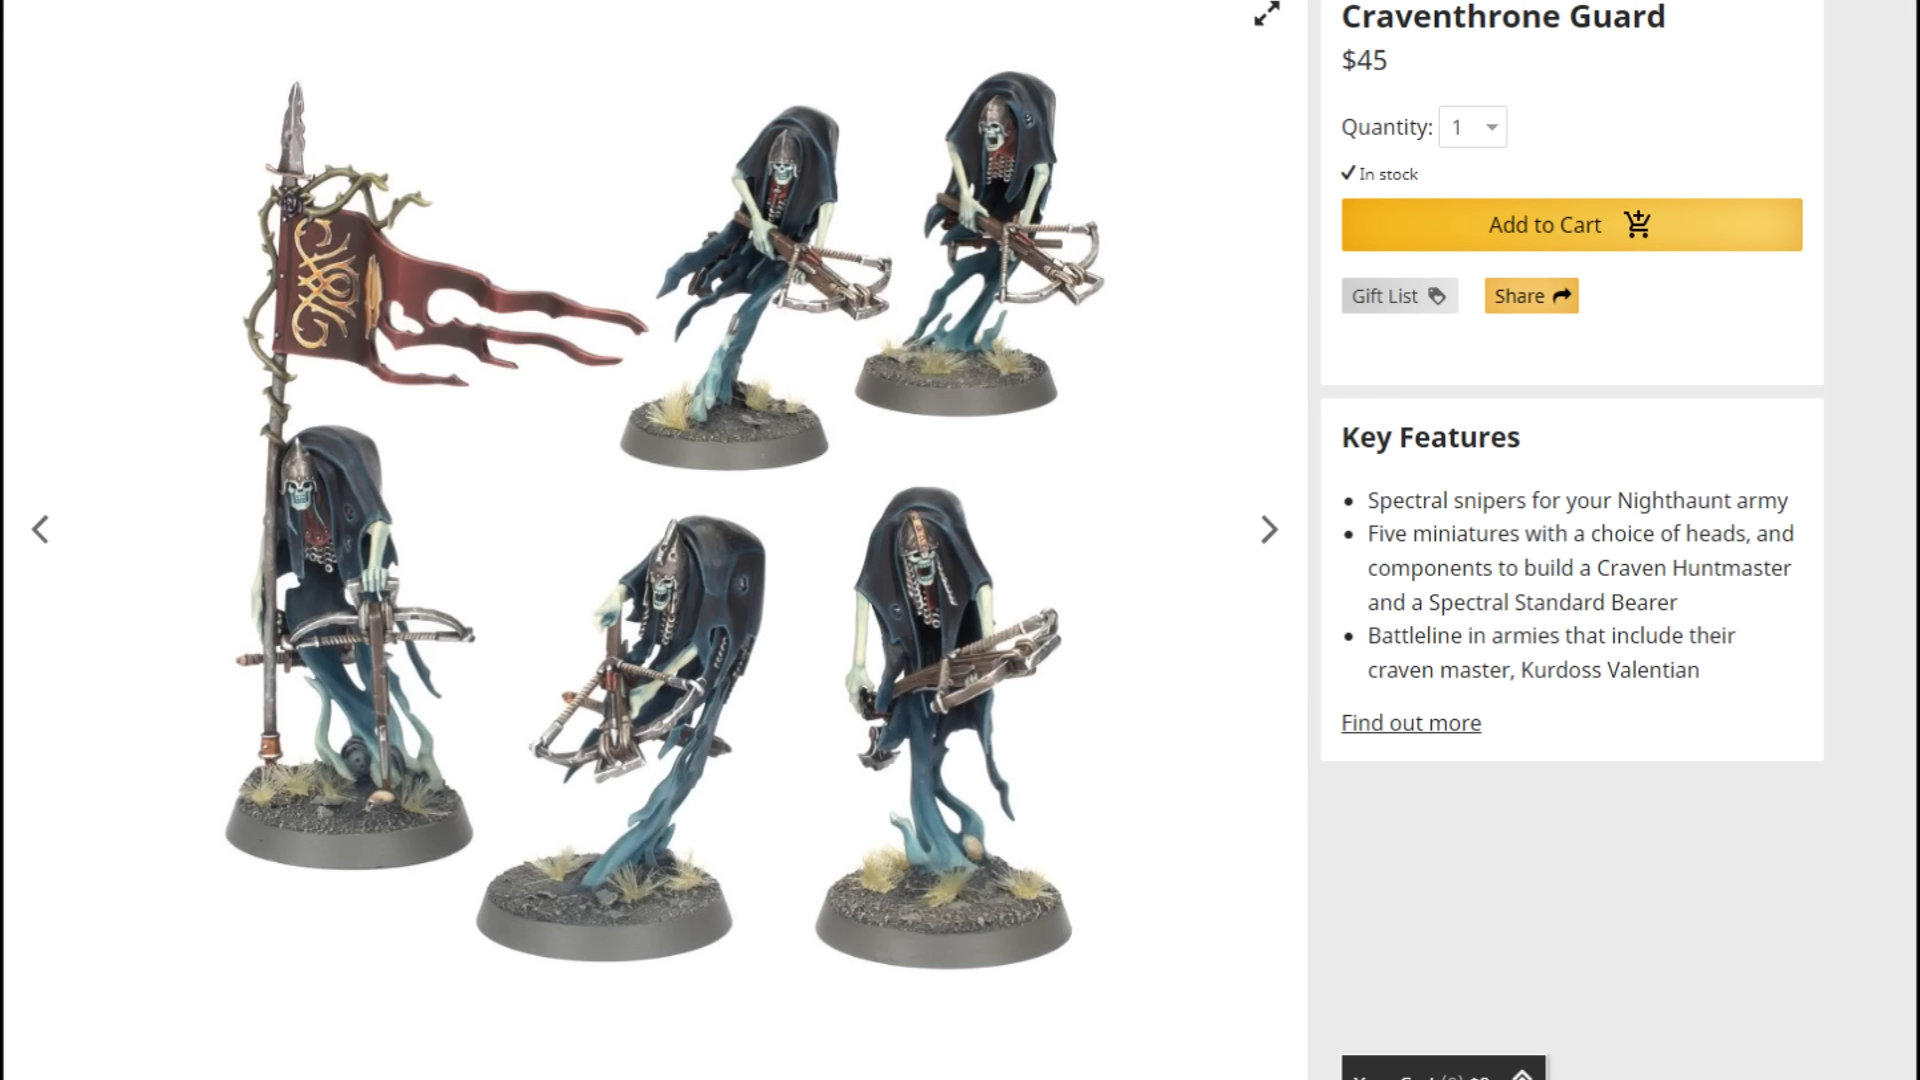 Craventhrone Guard
$45
Quantity: 1
In stock
Add to Cart
Gift List
Share
Key Features
Spectral snipers for your Nighthaunt army
Five miniatures with a choice of heads, and
components to build a Craven Huntmaster
and a Spectral Standard Bearer
Battleline in armies that include their
craven master, Kurdoss Valentian
Find out more